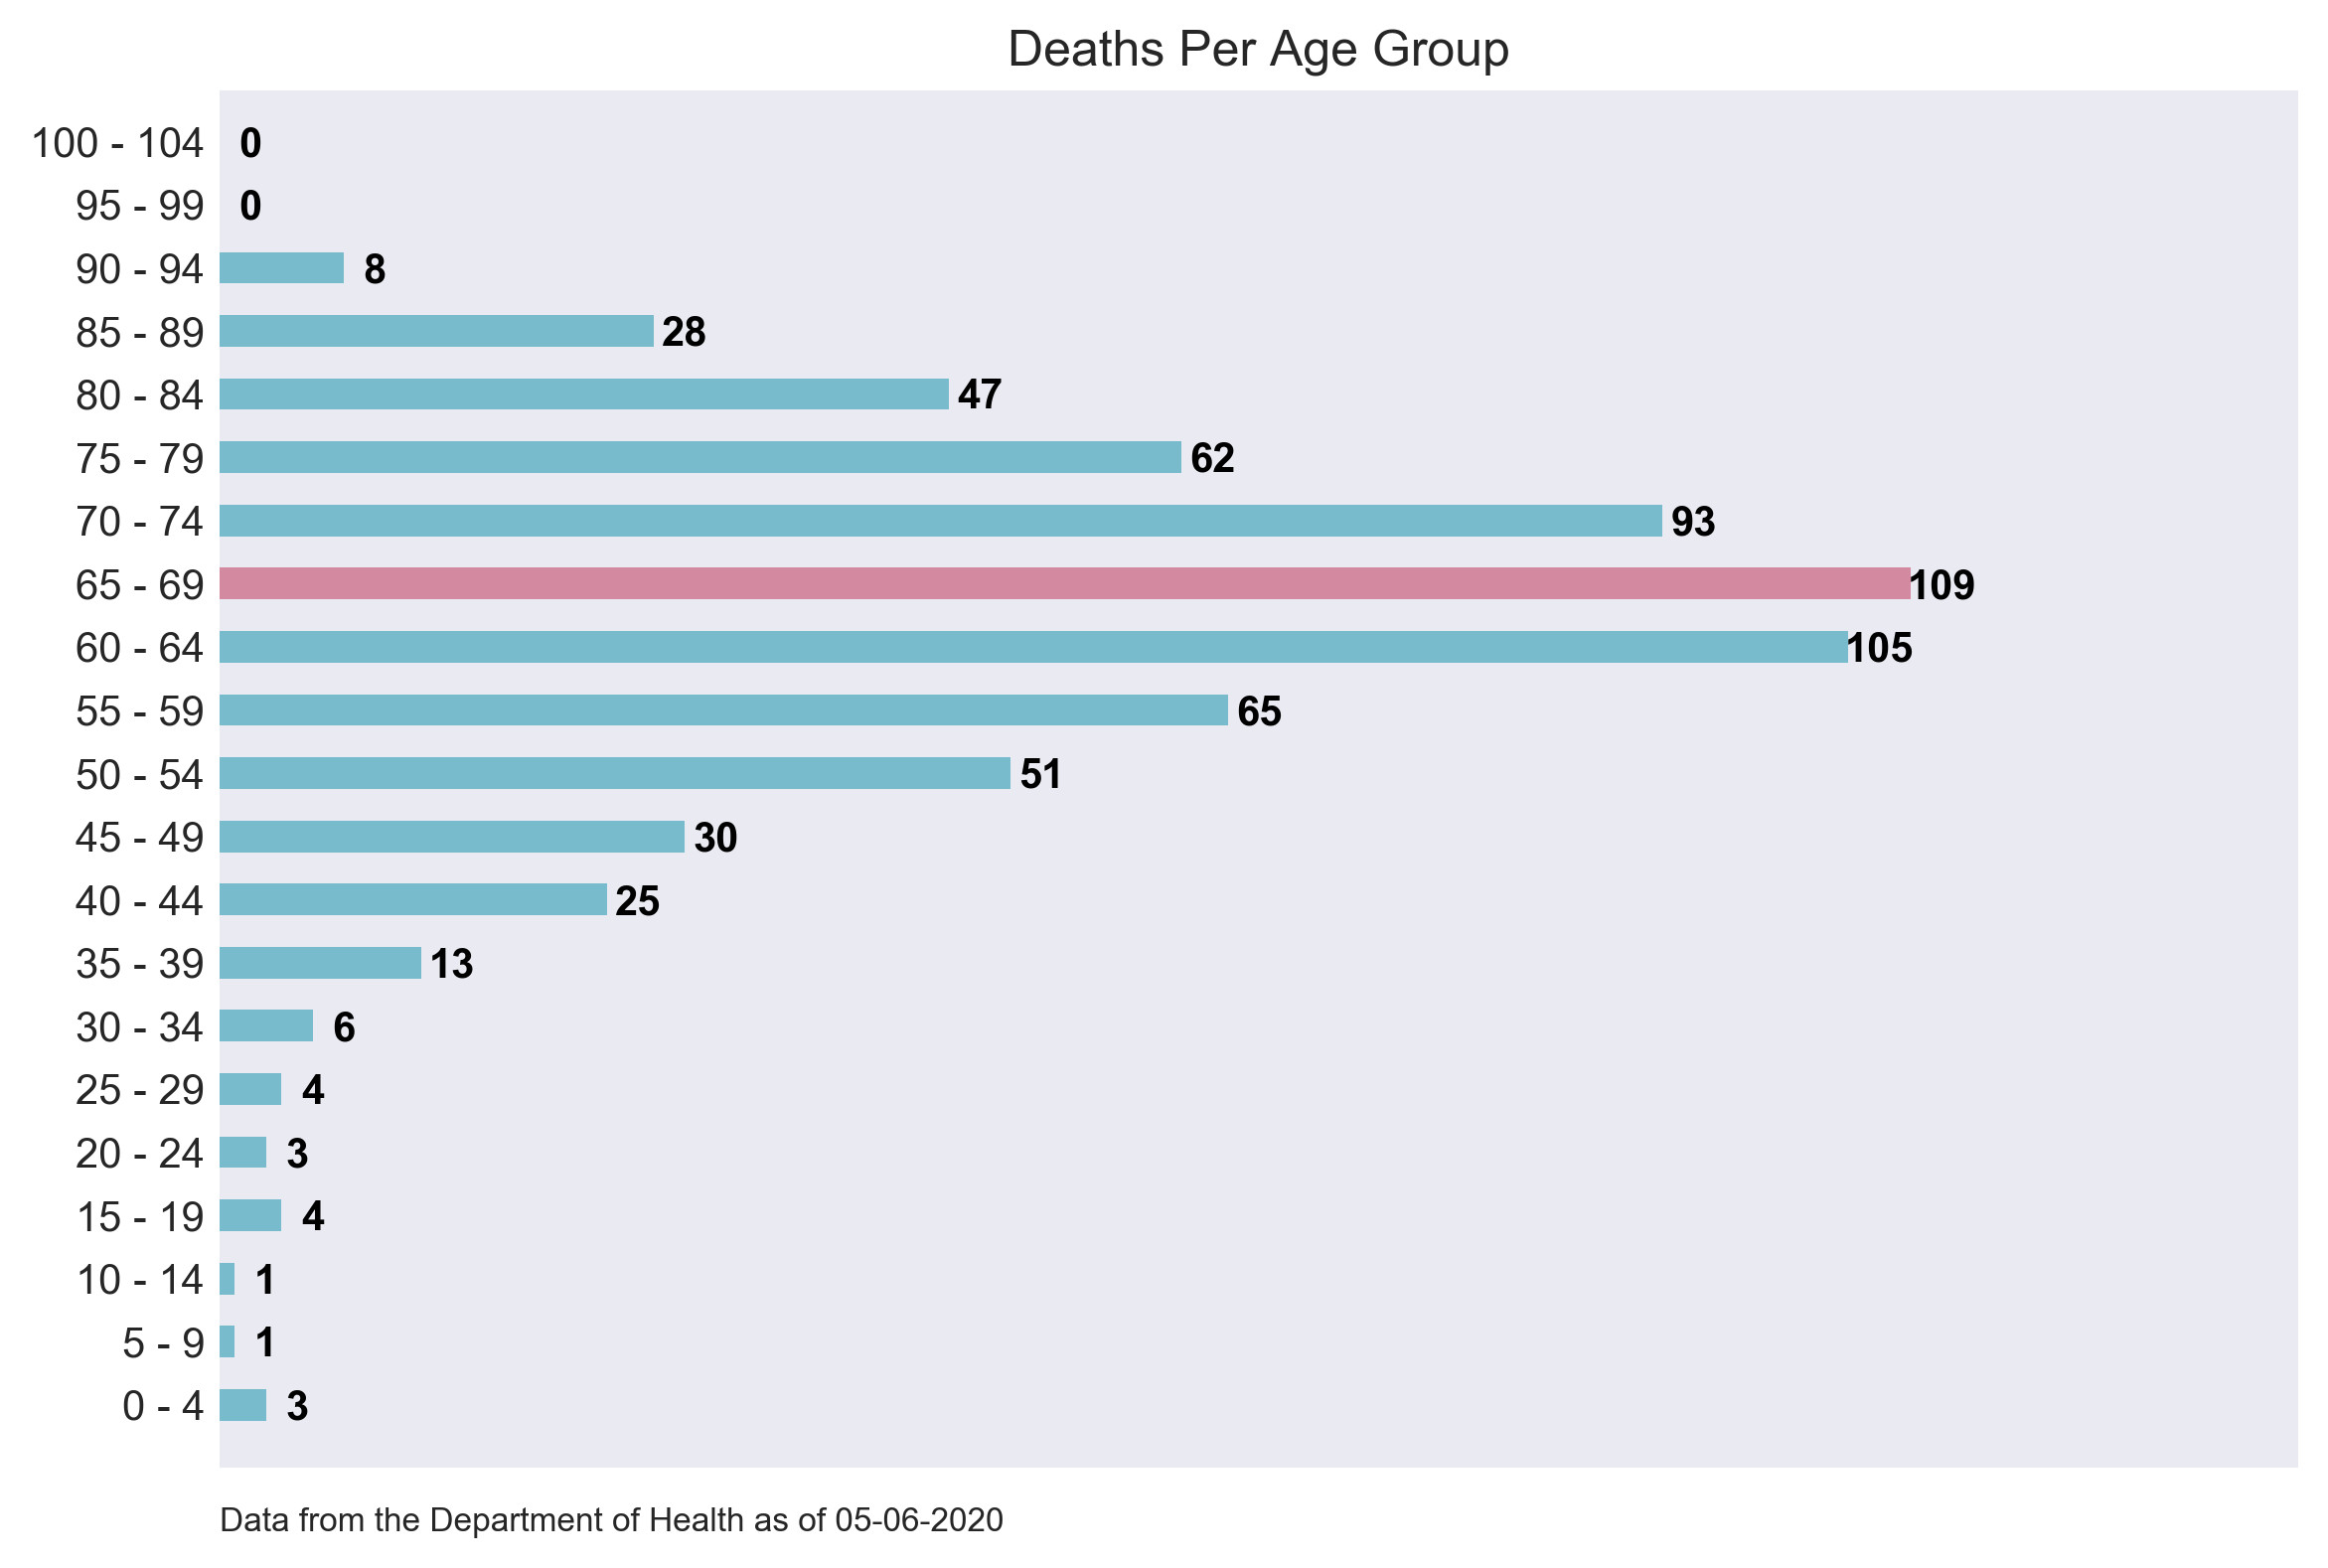 Deaths Per Age Group
100 - 104 0
95 - 99 0
90 - 94 8
85 - 89 28
80 - 84 47
75 - 79 62
70 - 74 93
65 - 69 109
60 - 64 105
55 - 59 65
50 - 54 51
45 - 49 30
40 - 44 25
35 - 39 13
30 - 34 6
25 - 29 4
20 - 24 3
15 - 19 4
10 - 14 1
5 - 9 1
0 - 4 3
Data from the Department of Health as of 05-06-2020